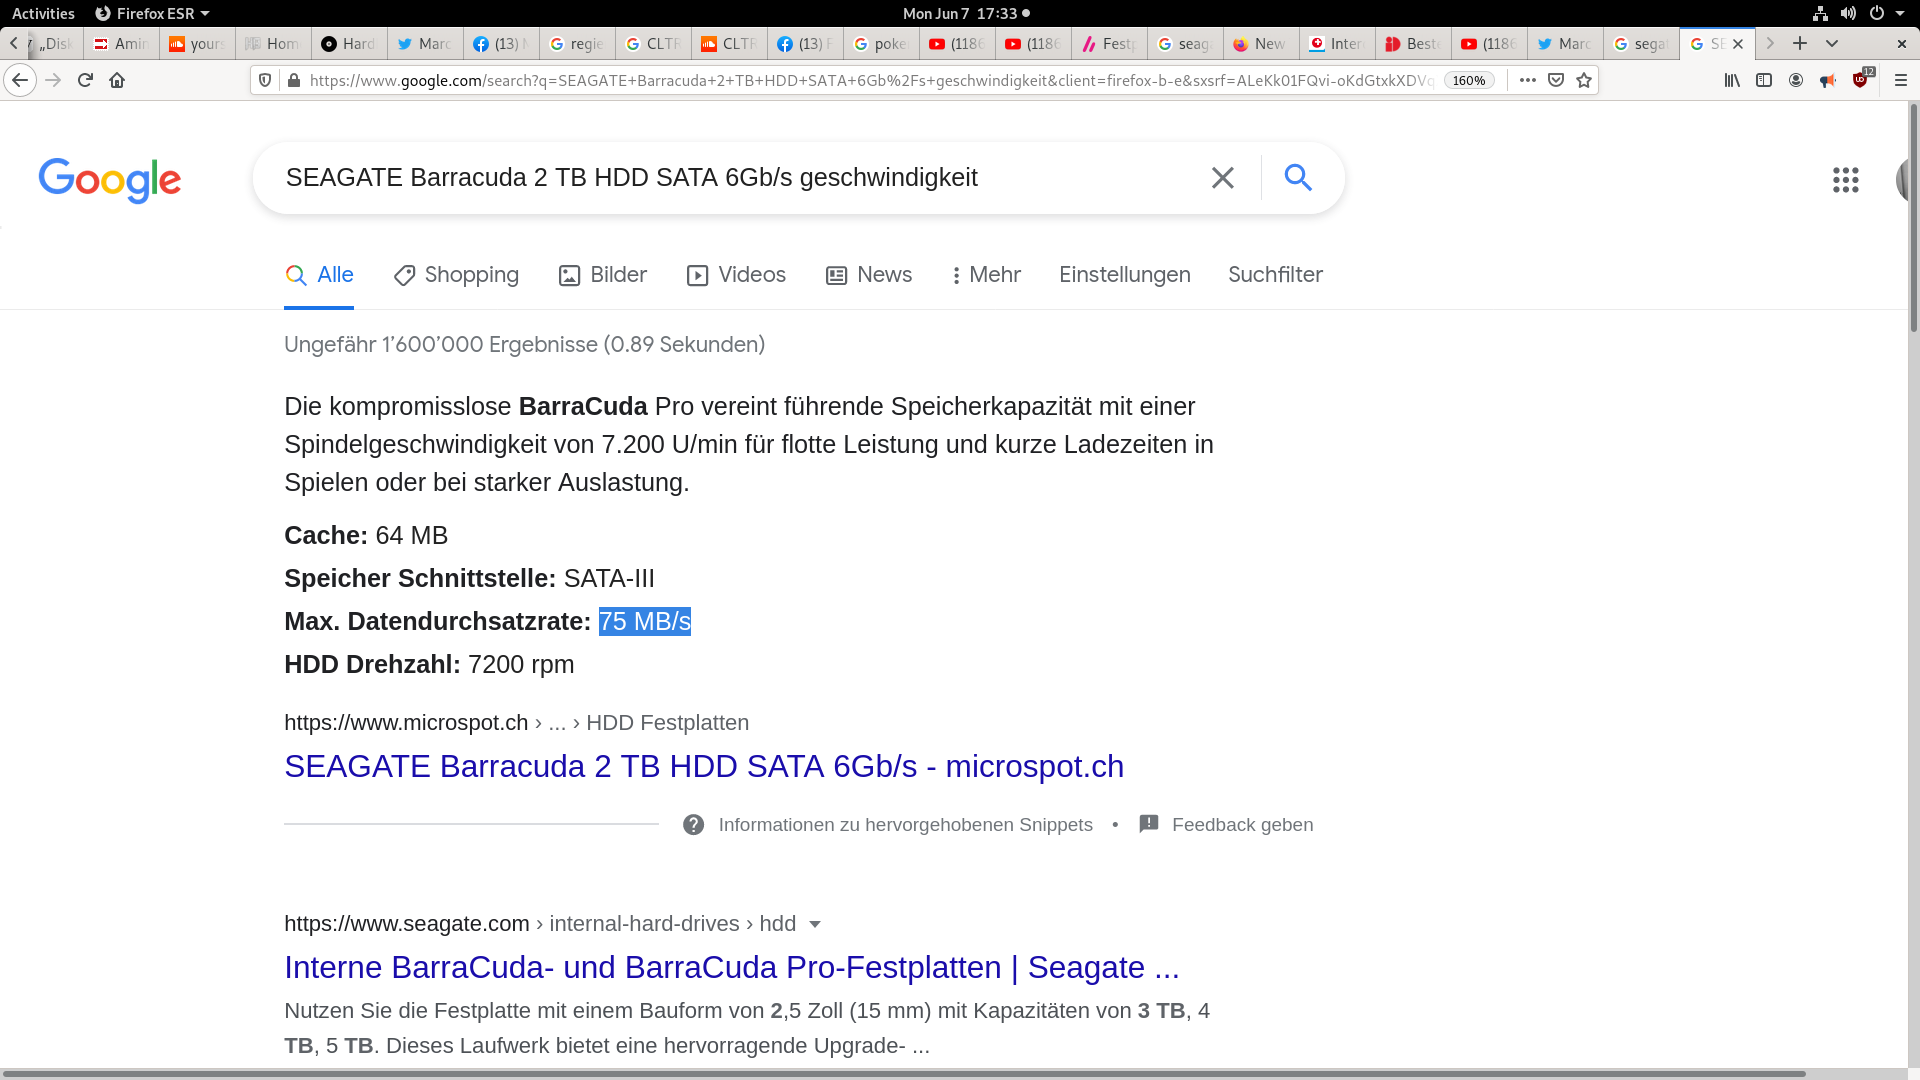 Activities Firefox ESR Mon Jun 7 17:33
„Disk Amin yours Hom Hard Marc (13) regie CLTR CLTR (13) F poke (1186 (1186 Festp seag New Inter Beste (1186 Marc segat SE
https://www.google.com/search?q=SEAGATE+Barracuda+2+TB+HDD+SATA+6Gb%2Fs+geschwindigkeit&client=firefox-b-e&sxsrf=ALeKk01FQvi-oKdGtxkXDVq 160% 12
Google SEAGATE Barracuda 2 TB HDD SATA 6Gb/s geschwindigkeit
Alle Shopping Bilder Videos News Mehr Einstellungen Suchfilter
Ungefähr 1’600’000 Ergebnisse (0.89 Sekunden)
Die kompromisslose BarraCuda Pro vereint führende Speicherkapazität mit einer
Spindelgeschwindigkeit von 7.200 U/min für flotte Leistung und kurze Ladezeiten in
Spielen oder bei starker Auslastung.
Cache: 64 MB
Speicher Schnittstelle: SATA-III
Max. Datendurchsatzrate: 75 MB/s
HDD Drehzahl: 7200 rpm
https://www.microspot.ch › ... › HDD Festplatten
SEAGATE Barracuda 2 TB HDD SATA 6Gb/s - microspot.ch
Informationen zu hervorgehobenen Snippets • Feedback geben
https://www.seagate.com › internal-hard-drives › hdd
Interne BarraCuda- und BarraCuda Pro-Festplatten | Seagate ...
Nutzen Sie die Festplatte mit einem Bauform von 2,5 Zoll (15 mm) mit Kapazitäten von 3 TB, 4
TB, 5 TB. Dieses Laufwerk bietet eine hervorragende Upgrade- ...